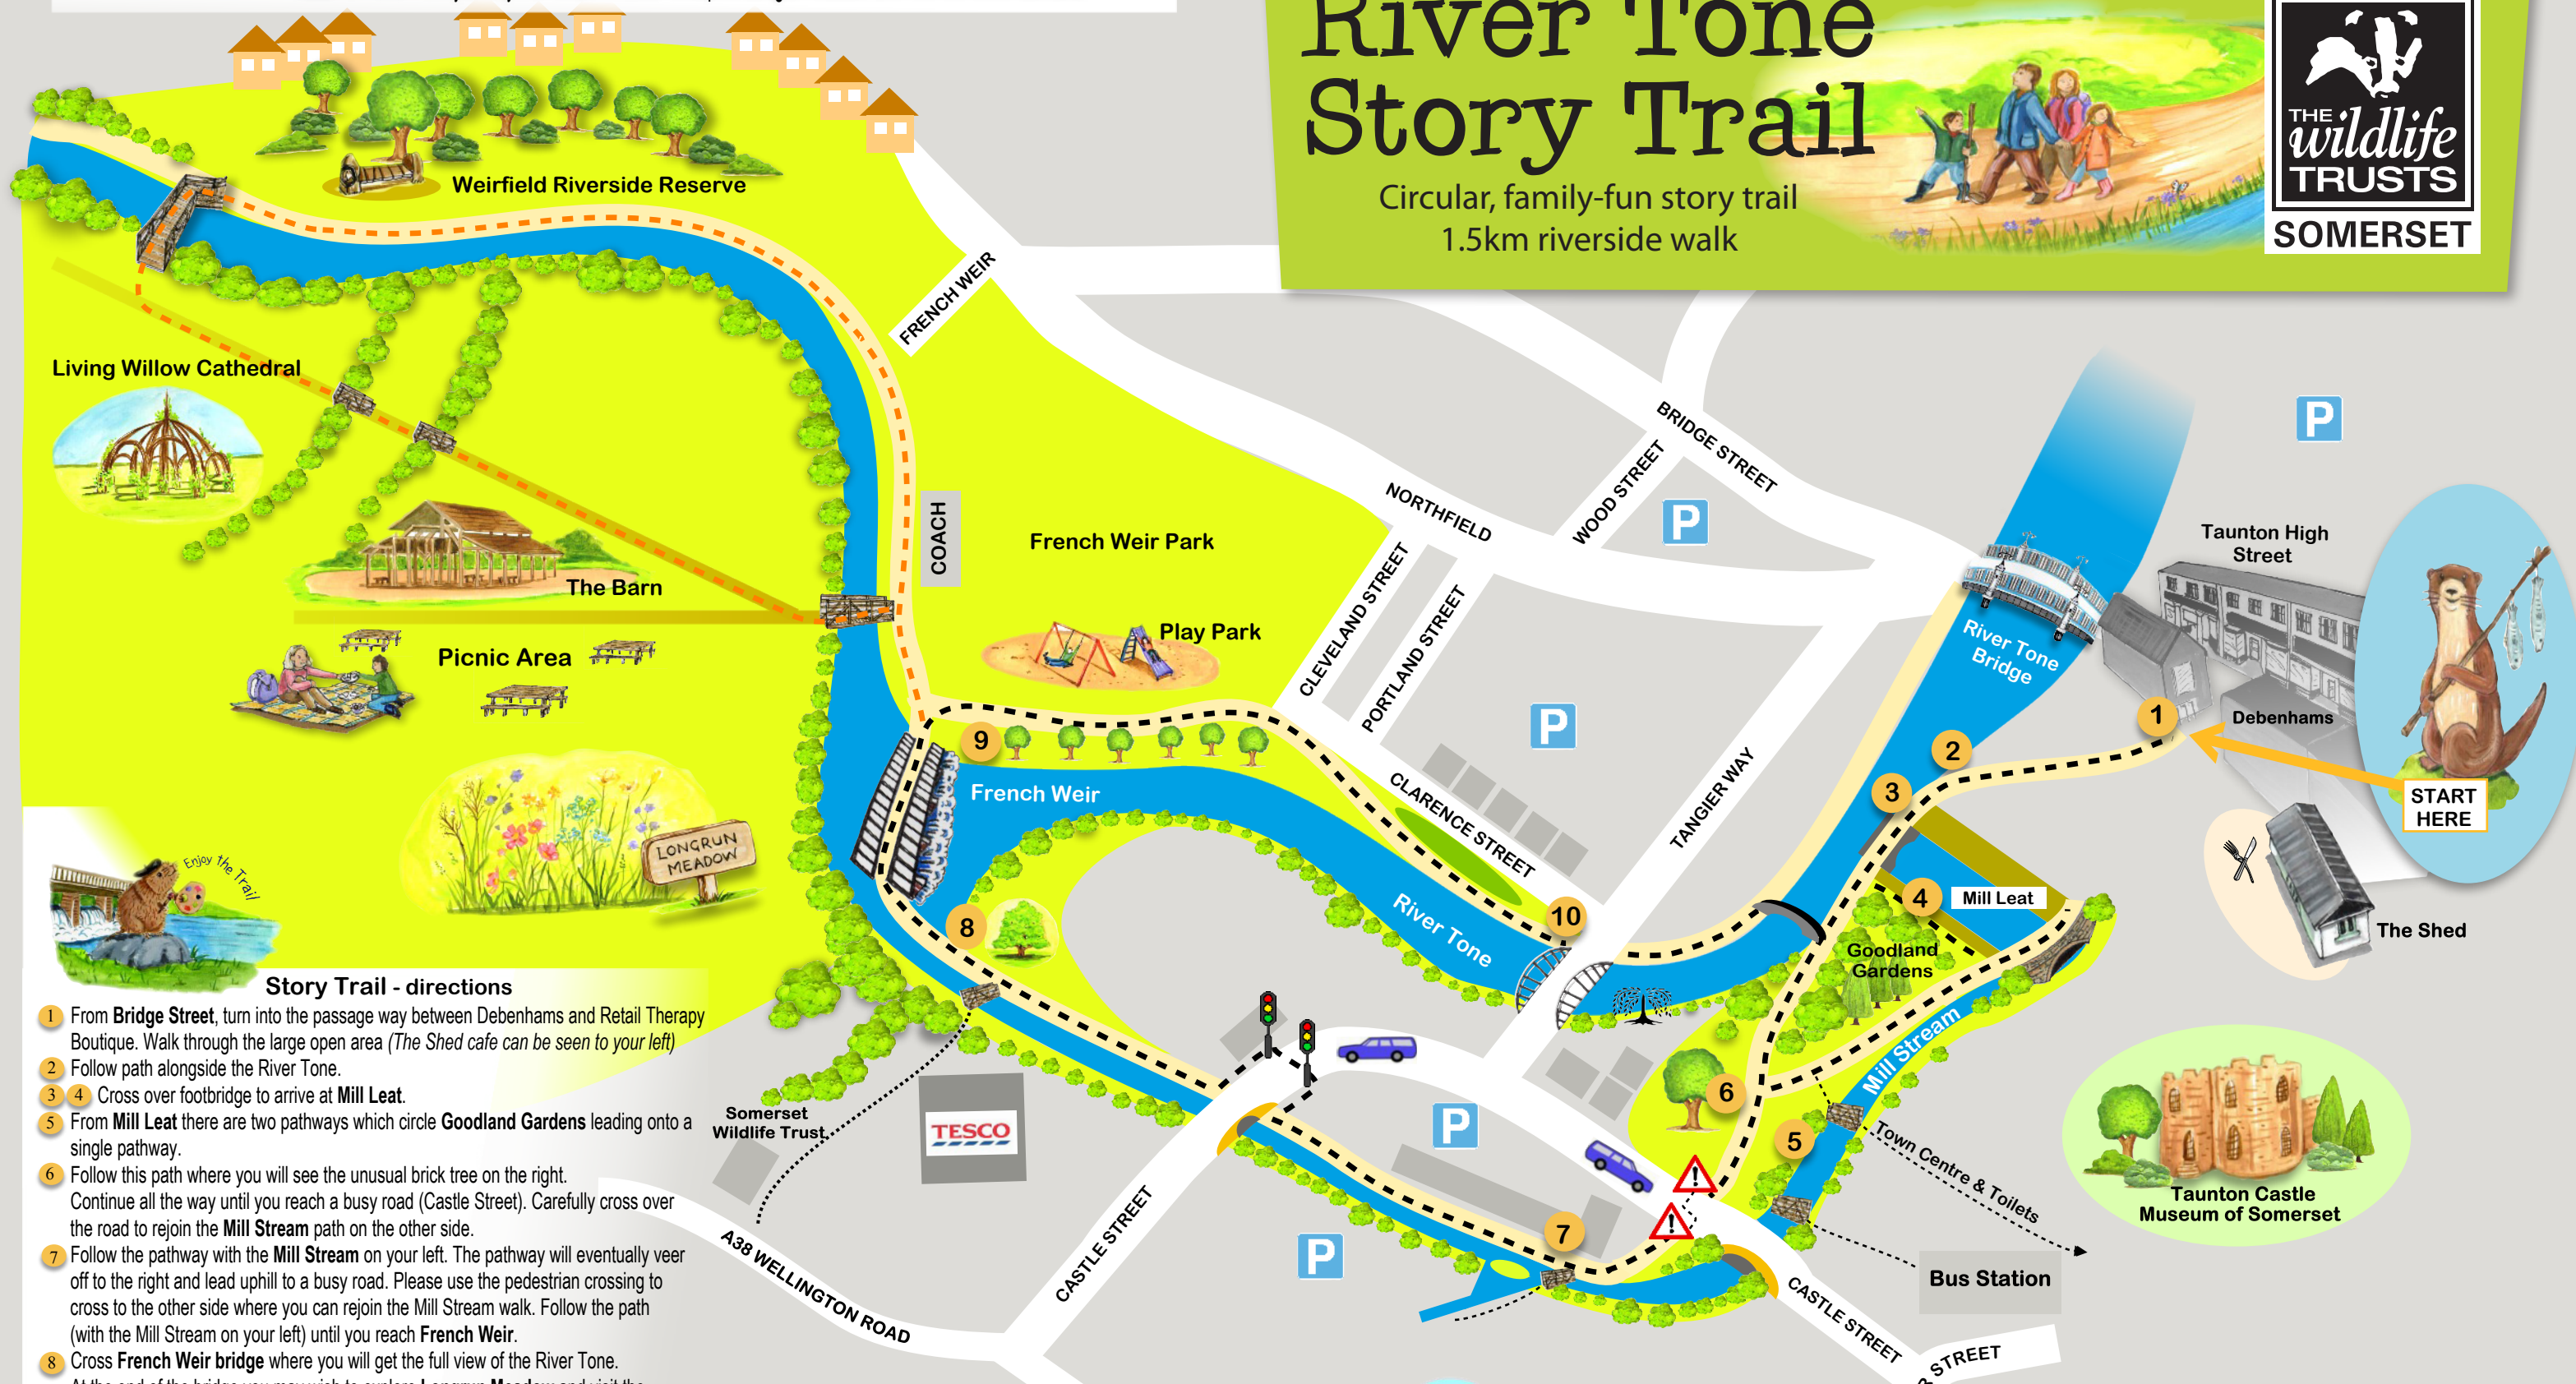 River Tone
Story Trail
Circular, family-fun story trail
1.5km riverside walk
THE
wildlife
TRUSTS
SOMERSET
Weirfield Riverside Reserve
FRENCH WEIR
Living Willow Cathedral
BRIDGE STREET
P
NORTHFIELD
WOOD STREET
P
COACH
French Weir Park
Taunton High
Street
The Barn
CLEVELAND STREET
PORTLAND STREET
Play Park
River Tone
Bridge
Picnic Area
P
1
Debenhams
2
9
French Weir
3
START
HERE
TANGIER WAY
CLARENCE STREET
LONGRUN
MEADOW
Enjoy the Trail
4
Mill Leat
8
10
River Tone
The Shed
Goodland
Gardens
Mill Stream
Somerset
Wildlife Trust
TESCO
P
6
5
Town Centre & Toilets
Taunton Castle
Museum of Somerset
7
P
A38 WELLINGTON ROAD
CASTLE STREET
Bus Station
CASTLE STREET
STREET
Story Trail - directions
1 From Bridge Street, turn into the passage way between Debenhams and Retail Therapy
Boutique. Walk through the large open area (The Shed cafe can be seen to your left)
2 Follow path alongside the River Tone.
3 4 Cross over footbridge to arrive at Mill Leat.
5 From Mill Leat there are two pathways which circle Goodland Gardens leading onto a
single pathway.
6 Follow this path where you will see the unusual brick tree on the right.
Continue all the way until you reach a busy road (Castle Street). Carefully cross over
the road to rejoin the Mill Stream path on the other side.
7 Follow the pathway with the Mill Stream on your left. The pathway will eventually veer
off to the right and lead uphill to a busy road. Please use the pedestrian crossing to
cross to the other side where you can rejoin the Mill Stream walk. Follow the path
(with the Mill Stream on your left) until you reach French Weir.
8 Cross French Weir bridge where you will get the full view of the River Tone.